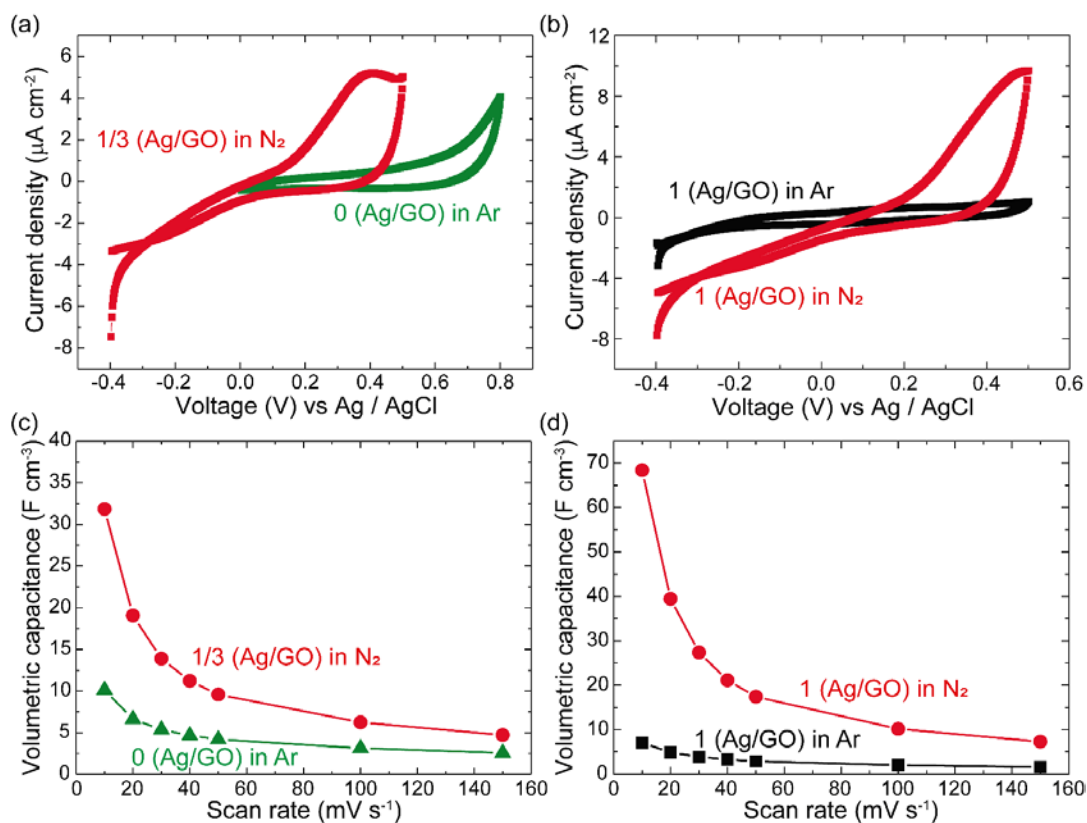 (a)
Current density (μA cm⁻²)
6
4
2
0
-2
-4
-6
-8
1/3 (Ag/GO) in N₂
0 (Ag/GO) in Ar
-0.4 -0.2 0.0 0.2 0.4 0.6 0.8
Voltage (V) vs Ag / AgCl
(b)
Current density (μA cm⁻²)
12
8
4
0
-4
-8
1 (Ag/GO) in Ar
1 (Ag/GO) in N₂
-0.4 -0.2 0.0 0.2 0.4 0.6
Voltage (V) vs Ag / AgCl
(c)
Volumetric capacitance (F cm⁻³)
40
35
30
25
20
15
10
5
0
1/3 (Ag/GO) in N₂
0 (Ag/GO) in Ar
0 20 40 60 80 100 120 140 160
Scan rate (mV s⁻¹)
(d)
Volumetric capacitance (F cm⁻³)
70
60
50
40
30
20
10
0
1 (Ag/GO) in N₂
1 (Ag/GO) in Ar
0 20 40 60 80 100 120 140 160
Scan rate (mV s⁻¹)